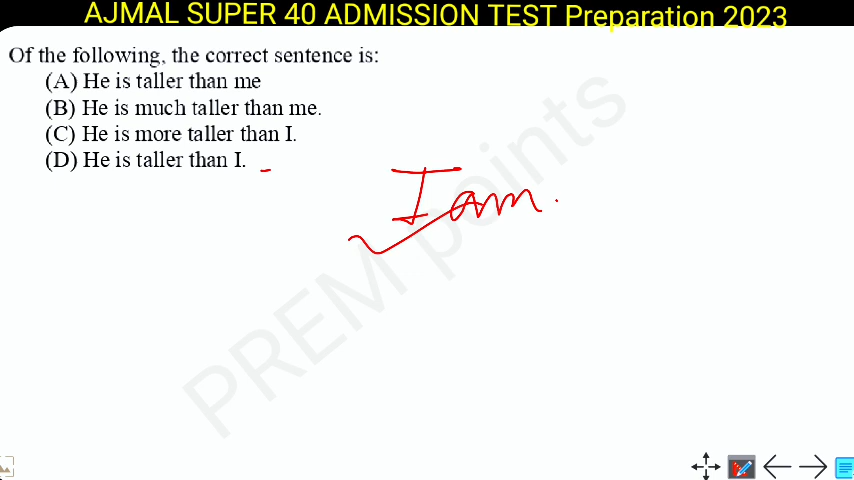 AJMAL SUPER 40 ADMISSION TEST Preparation 2023
Of the following, the correct sentence is:
(A) He is taller than me
(B) He is much taller than me.
(C) He is more taller than I.
(D) He is taller than I.
I am.
PREM points